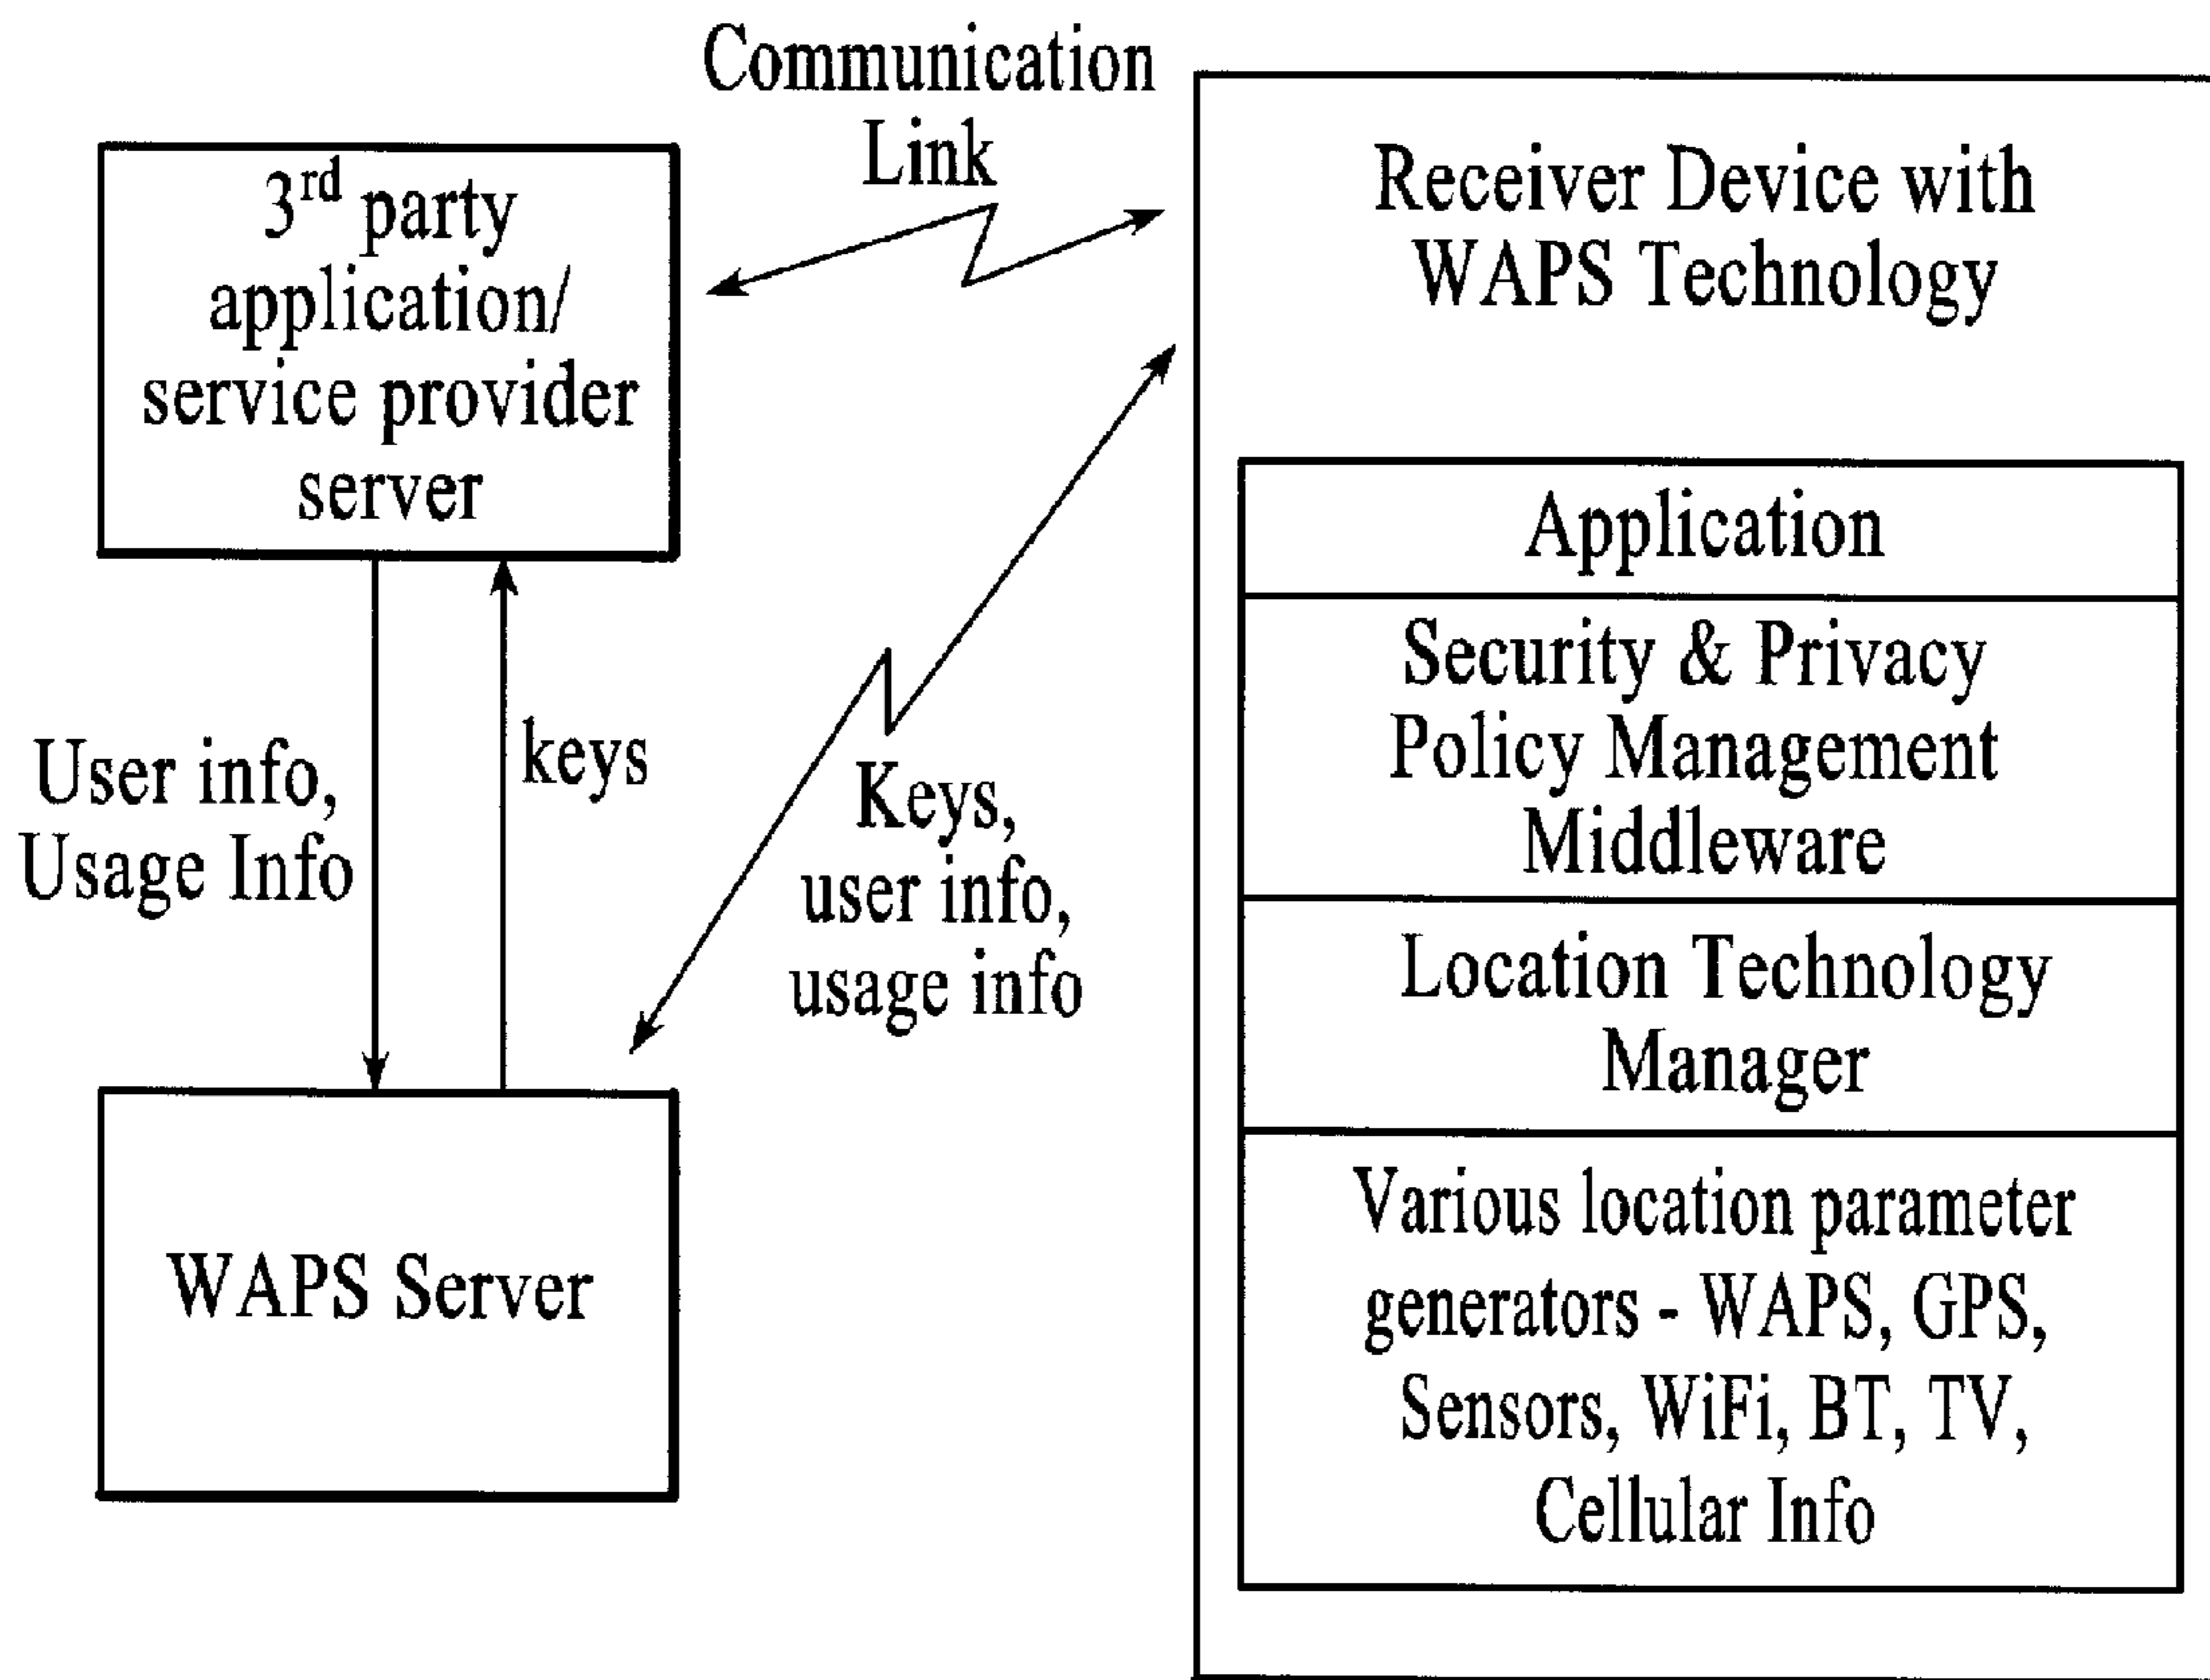 Communication
Link
3rd party
application/
service provider
server
Receiver Device with
WAPS Technology
Application
Security & Privacy
Policy Management
Middleware
Location Technology
Manager
Various location parameter
generators - WAPS, GPS,
Sensors, WiFi, BT, TV,
Cellular Info
User info,
Usage Info
keys
Keys,
user info,
usage info
WAPS Server